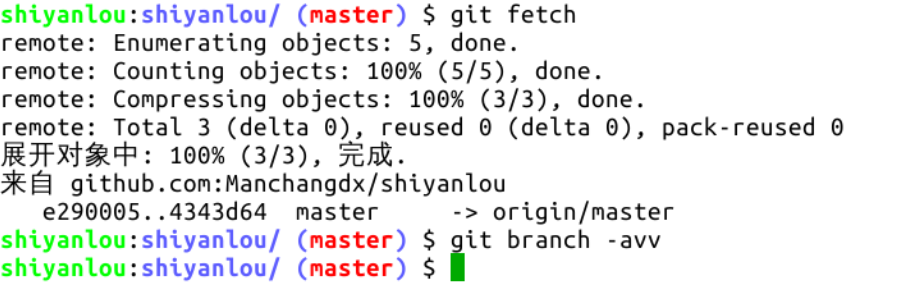 shiyanlou:shiyanlou/ (master) $ git fetch
remote: Enumerating objects: 5, done.
remote: Counting objects: 100% (5/5), done.
remote: Compressing objects: 100% (3/3), done.
remote: Total 3 (delta 0), reused 0 (delta 0), pack-reused 0
展开对象中: 100% (3/3), 完成.
来自 github.com:Manchangdx/shiyanlou
   e290005..4343d64  master     -> origin/master
shiyanlou:shiyanlou/ (master) $ git branch -avv
shiyanlou:shiyanlou/ (master) $